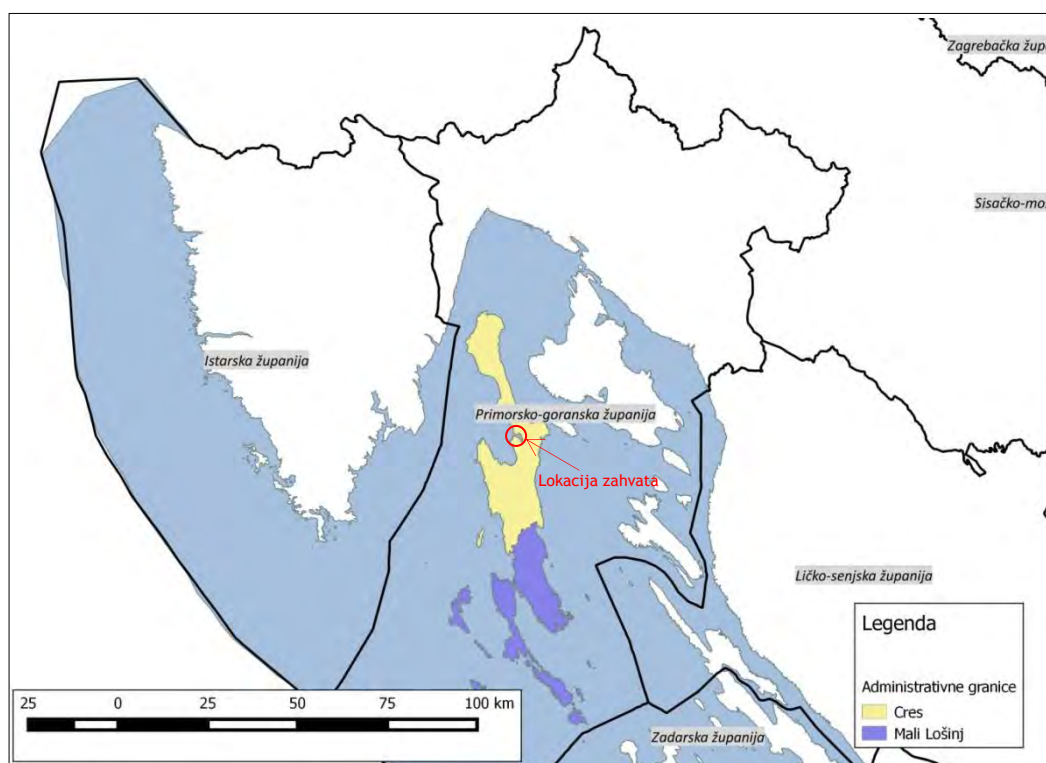 Zagrebačka župa
Sisačko-mo
Istarska županija
Primorsko-goranska županija
Lokacija zahvata
Ličko-senjska županija
Legenda
Administrativne granice
Cres
Mali Lošinj
25 0 25 50 75 100 km
Zadarska županija